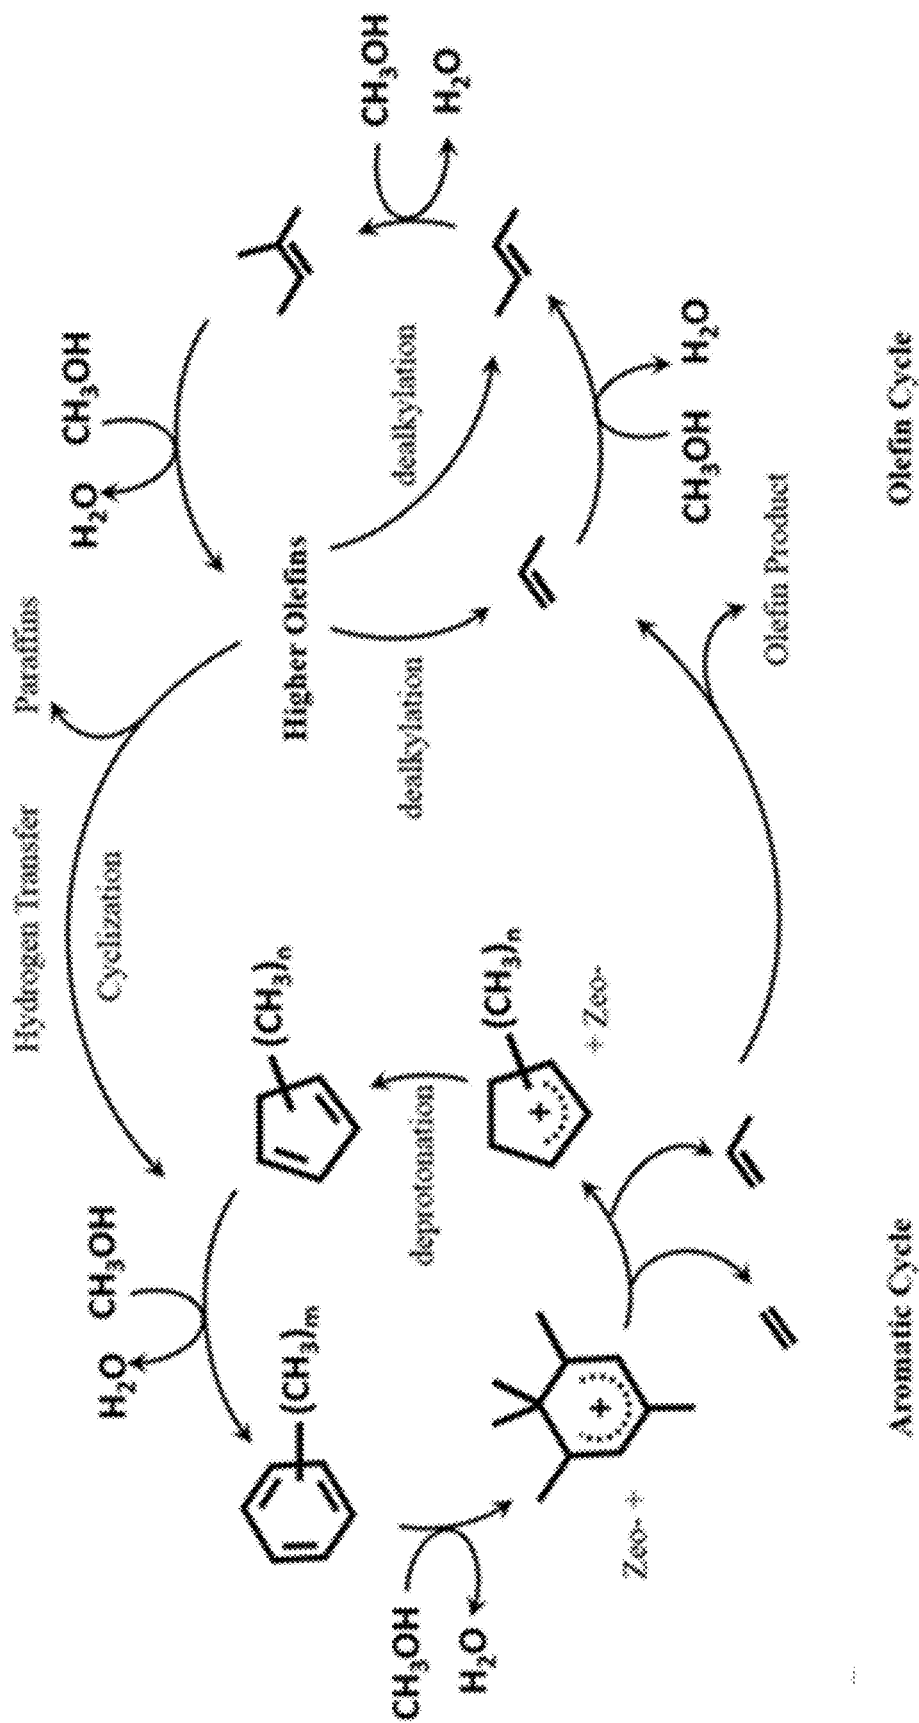 Hydrogen Transfer
Paraffins
Cyclization
H₂O
CH₃OH
H₂O
CH₃OH
(CH₃)ₘ
(CH₃)ₙ
Higher Olefins
CH₃OH
H₂O
deprotonation
dealkylation
dealkylation
CH₃OH
H₂O
(CH₃)ₙ
+
+ Zeo-
+
Zeo- +
CH₃OH
H₂O
Olefin Product
Aromatic Cycle
Olefin Cycle